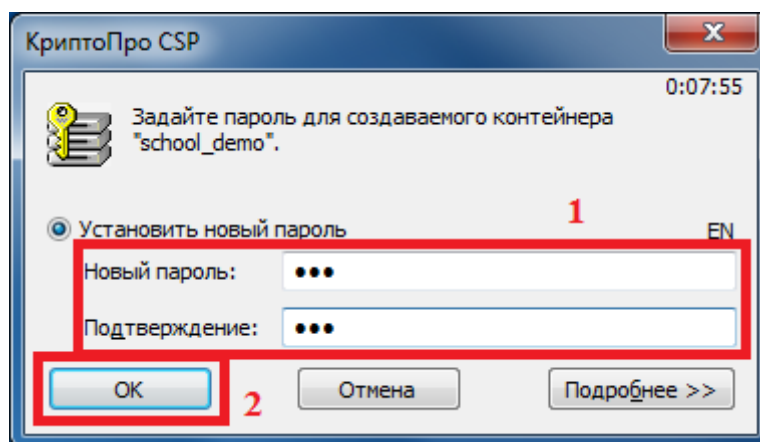 КриптоПро CSP
0:07:55
Задайте пароль для создаваемого контейнера
"school_demo".
1
Установить новый пароль
EN
Новый пароль: •••
Подтверждение: •••
OK
2
Отмена
Подробнее >>